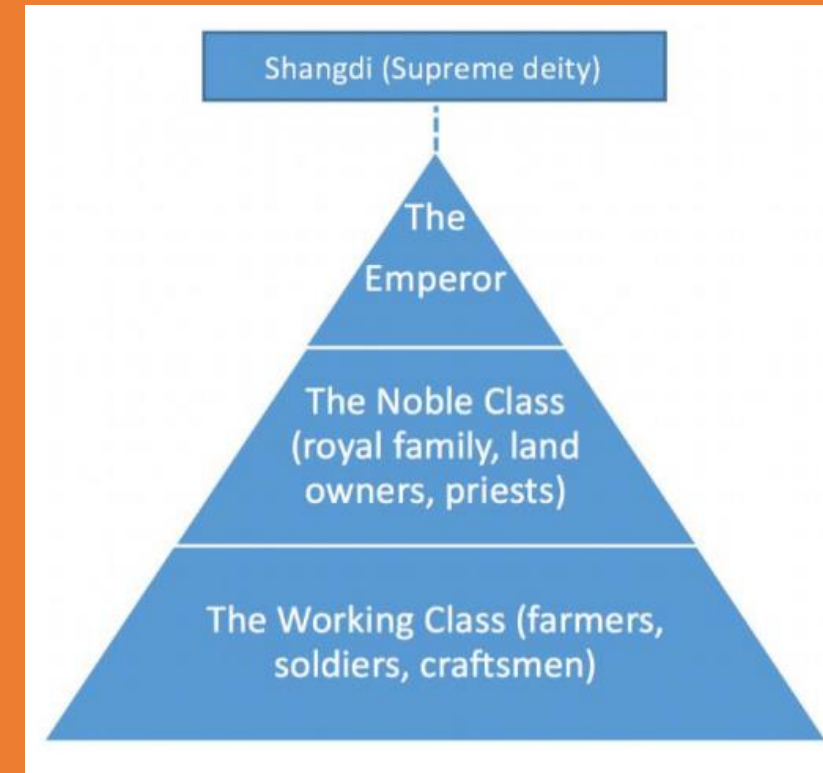 Shangdi (Supreme deity)
The
Emperor
The Noble Class
(royal family, land
owners, priests)
The Working Class (farmers,
soldiers, craftsmen)